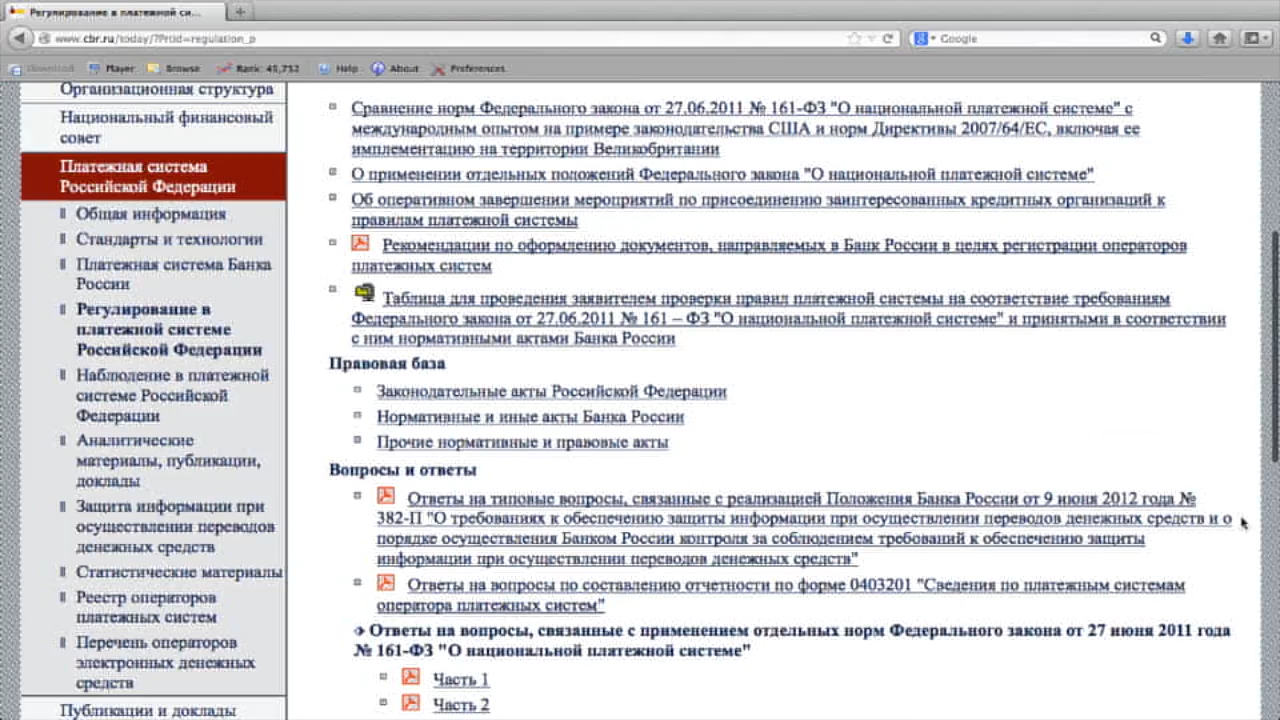 Регулирование в платежной си...
www.cbr.ru/today/?Prtid=regulation_p
Google
Download Player Browse Rank: 45,752 Help About Preferences
Организационная структура
Национальный финансовый
совет
Платежная система
Российской Федерации
Общая информация
Стандарты и технологии
Платежная система Банка
России
Регулирование в
платежной системе
Российской Федерации
Наблюдение в платежной
системе Российской
Федерации
Аналитические
материалы, публикации,
доклады
Защита информации при
осуществлении переводов
денежных средств
Статистические материалы
Реестр операторов
платежных систем
Перечень операторов
электронных денежных
средств
Публикации и доклады
Сравнение норм Федерального закона от 27.06.2011 № 161-ФЗ "О национальной платежной системе" с
международным опытом на примере законодательства США и норм Директивы 2007/64/ЕС, включая ее
имплементацию на территории Великобритании
О применении отдельных положений Федерального закона "О национальной платежной системе"
Об оперативном завершении мероприятий по присоединению заинтересованных кредитных организаций к
правилам платежной системы
Рекомендации по оформлению документов, направляемых в Банк России в целях регистрации операторов
платежных систем
Таблица для проведения заявителем проверки правил платежной системы на соответствие требованиям
Федерального закона от 27.06.2011 № 161 – ФЗ "О национальной платежной системе" и принятыми в соответствии
с ним нормативными актами Банка России
Правовая база
Законодательные акты Российской Федерации
Нормативные и иные акты Банка России
Прочие нормативные и правовые акты
Вопросы и ответы
Ответы на типовые вопросы, связанные с реализацией Положения Банка России от 9 июня 2012 года №
382-П "О требованиях к обеспечению защиты информации при осуществлении переводов денежных средств и о
порядке осуществления Банком России контроля за соблюдением требований к обеспечению защиты
информации при осуществлении переводов денежных средств"
Ответы на вопросы по составлению отчетности по форме 0403201 "Сведения по платежным системам
оператора платежных систем"
Ответы на вопросы, связанные с применением отдельных норм Федерального закона от 27 июня 2011 года
№ 161-ФЗ "О национальной платежной системе"
Часть 1
Часть 2